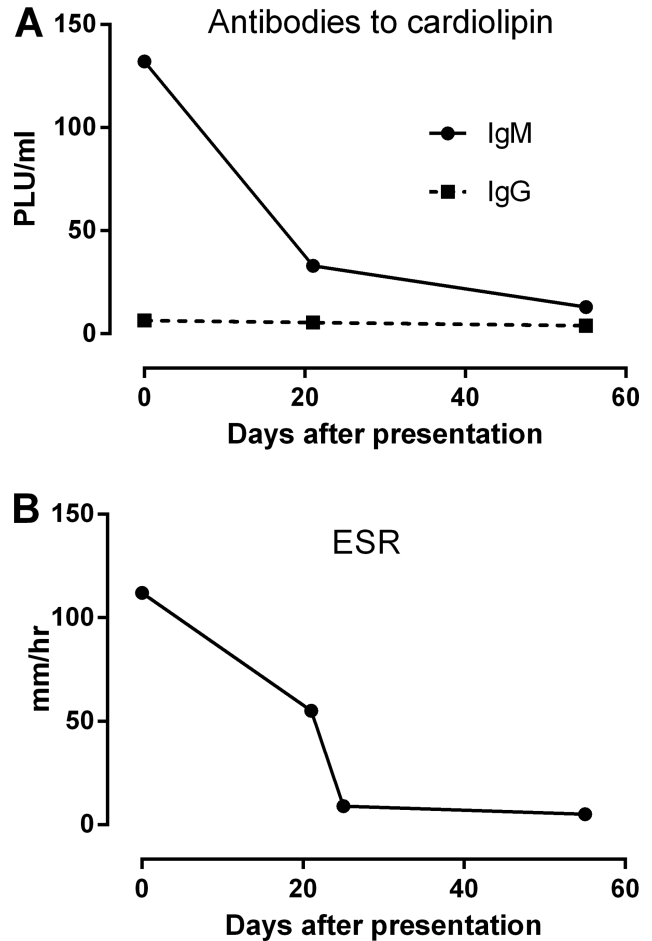 A
Antibodies to cardiolipin
150
100
50
0
PLU/ml
IgM
IgG
0 20 40 60
Days after presentation
B
ESR
150
100
50
0
mm/hr
0 20 40 60
Days after presentation